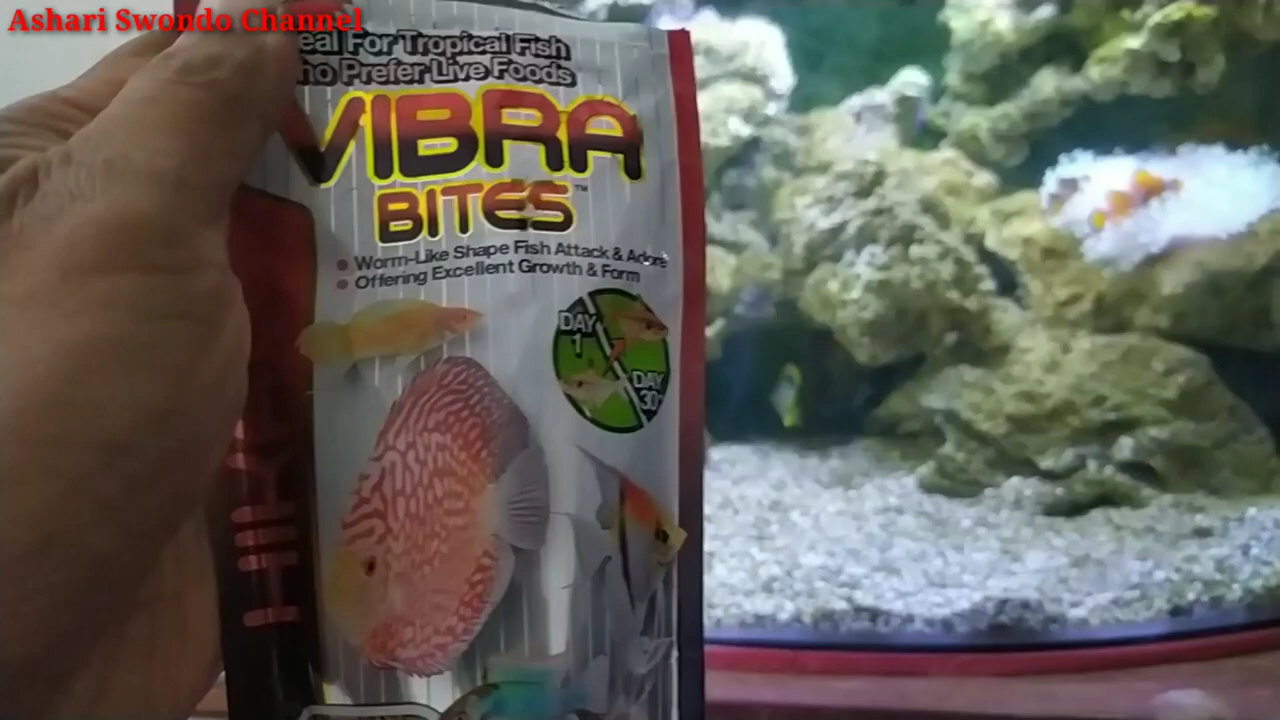 Ashari Swondo Channel
eal For Tropical Fish
ho Prefer Live Foods
VIBRA
BITES™
Worm-Like Shape Fish Attack & Adore
Offering Excellent Growth & Form
DAY
1
DAY
30